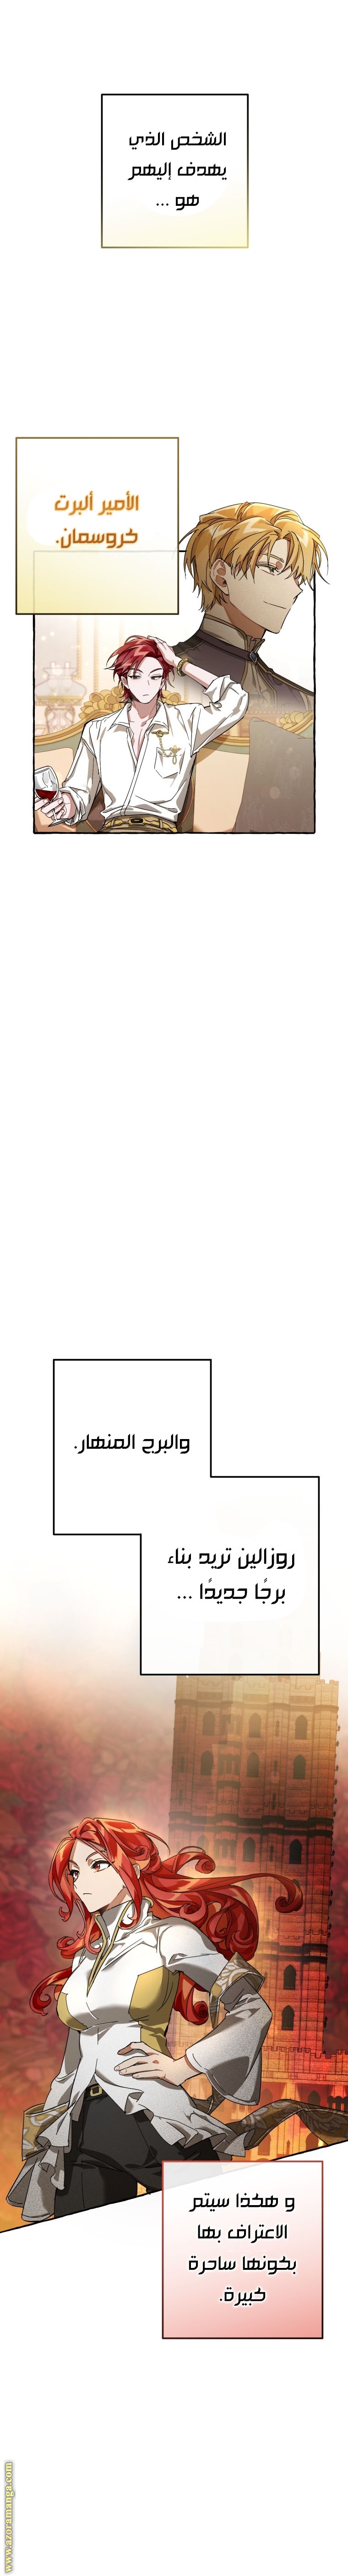 الشخص الذي
يهدف إليهم
هو ...
الأمير ألبرت
كروسمان.
والبرج المنهار.
روزالين تريد بناء
برجًا جديدًا ...
و هكذا سيتم
الاعتراف بها
بكونها ساحرة
كبيرة.
www.azoramanga.com